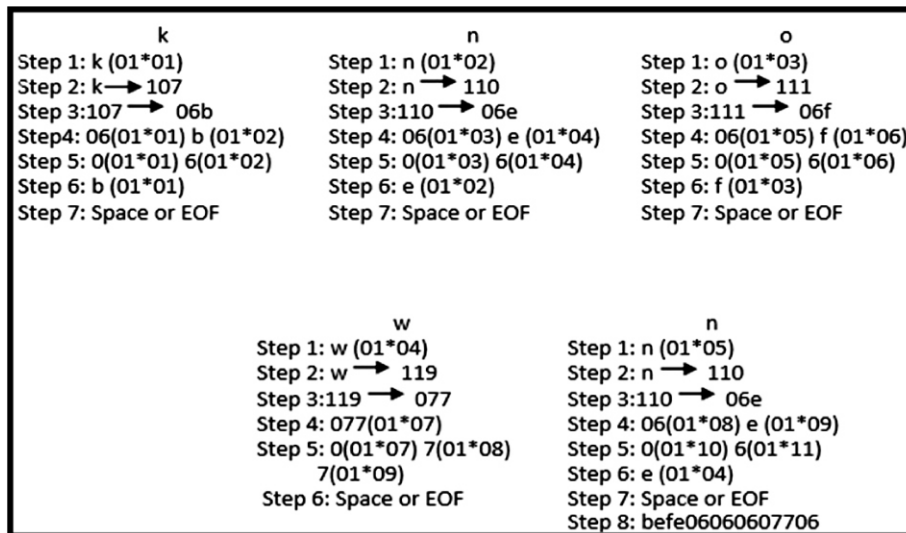 k
Step 1: k (01*01)
Step 2: k → 107
Step 3:107 → 06b
Step4: 06(01*01) b (01*02)
Step 5: 0(01*01) 6(01*02)
Step 6: b (01*01)
Step 7: Space or EOF
n
Step 1: n (01*02)
Step 2: n → 110
Step 3:110 → 06e
Step 4: 06(01*03) e (01*04)
Step 5: 0(01*03) 6(01*04)
Step 6: e (01*02)
Step 7: Space or EOF
o
Step 1: o (01*03)
Step 2: o → 111
Step 3:111 → 06f
Step 4: 06(01*05) f (01*06)
Step 5: 0(01*05) 6(01*06)
Step 6: f (01*03)
Step 7: Space or EOF
w
Step 1: w (01*04)
Step 2: w → 119
Step 3:119 → 077
Step 4: 077(01*07)
Step 5: 0(01*07) 7(01*08)
7(01*09)
Step 6: Space or EOF
n
Step 1: n (01*05)
Step 2: n → 110
Step 3:110 → 06e
Step 4: 06(01*08) e (01*09)
Step 5: 0(01*10) 6(01*11)
Step 6: e (01*04)
Step 7: Space or EOF
Step 8: befe06060607706